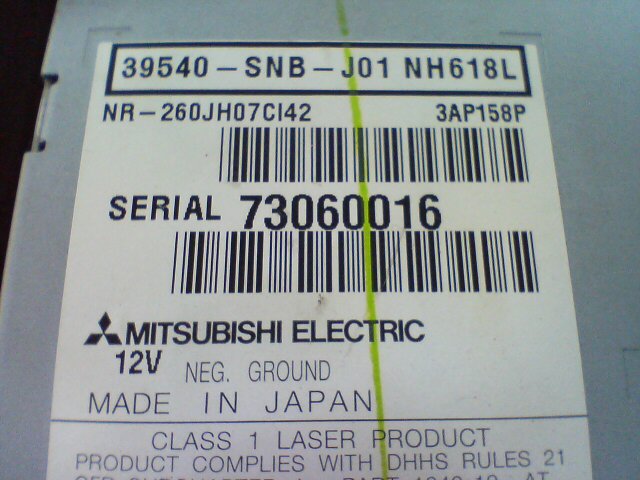 39540-SNB-J01 NH618L
NR-260JH07CI42 3AP158P
SERIAL 73060016
MITSUBISHI ELECTRIC
12V NEG. GROUND
MADE IN JAPAN
CLASS 1 LASER PRODUCT
PRODUCT COMPLIES WITH DHHS RULES 21